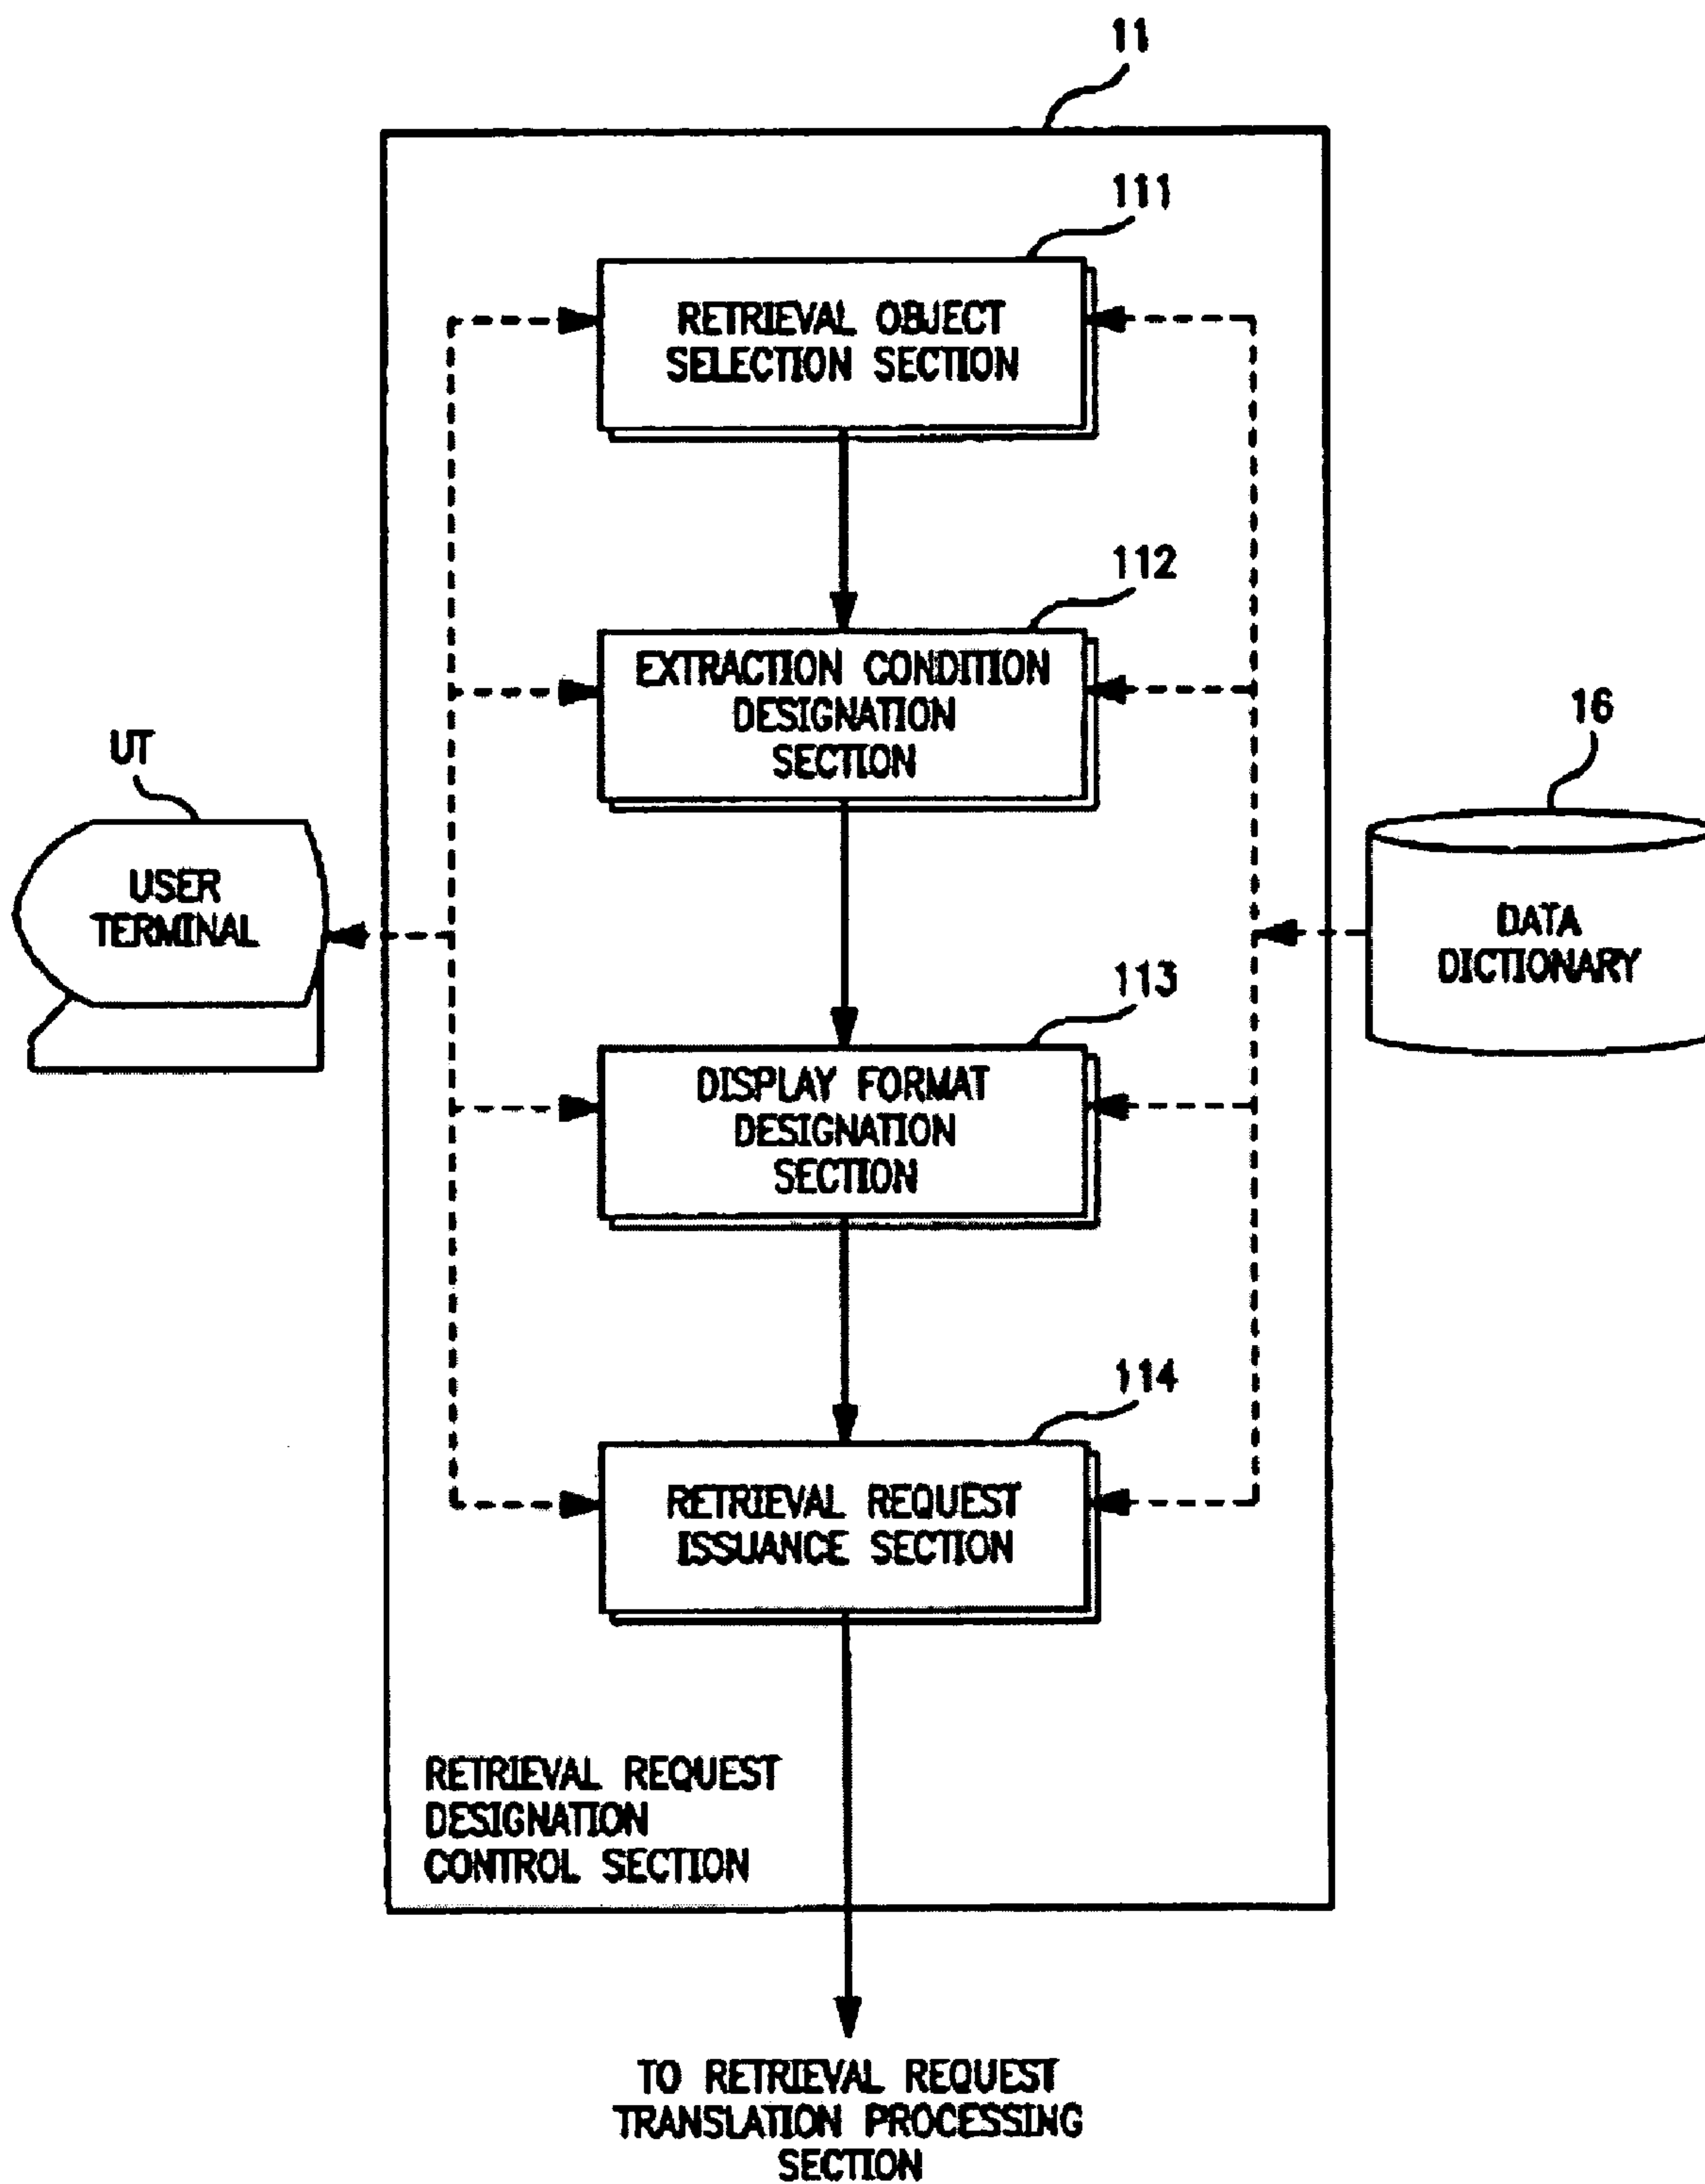 11
111
RETRIEVAL OBJECT
SELECTION SECTION
112
EXTRACTION CONDITION
DESIGNATION
SECTION
UT
USER
TERMINAL
16
DATA
DICTIONARY
113
DISPLAY FORMAT
DESIGNATION
SECTION
114
RETRIEVAL REQUEST
ISSUANCE SECTION
RETRIEVAL REQUEST
DESIGNATION
CONTROL SECTION
TO RETRIEVAL REQUEST
TRANSLATION PROCESSING
SECTION